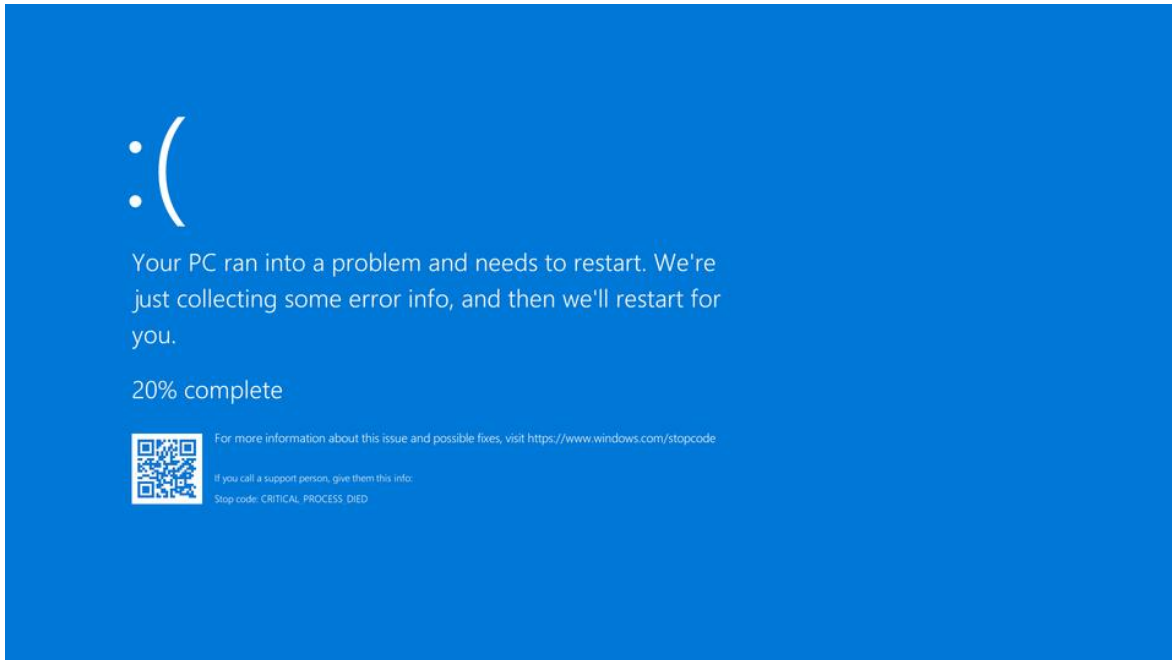 :(
Your PC ran into a problem and needs to restart. We're
just collecting some error info, and then we'll restart for
you.
20% complete
For more information about this issue and possible fixes, visit https://www.windows.com/stopcode
If you call a support person, give them this info:
Stop code: CRITICAL_PROCESS_DIED